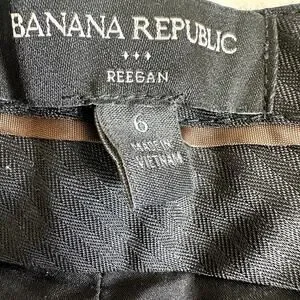 BANANA REPUBLIC
REEGAN
6
MADE IN
VIETNAM